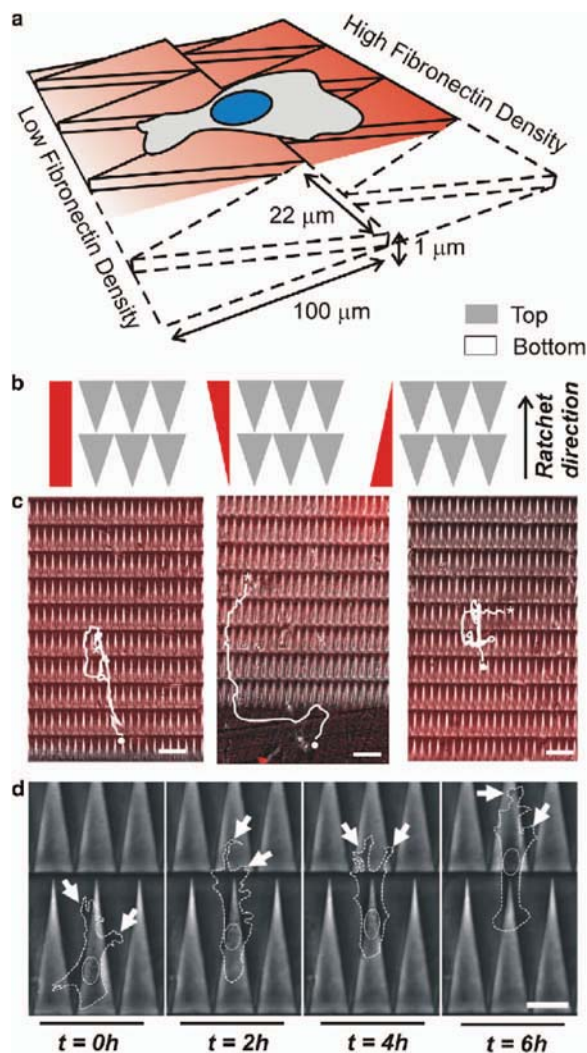 a
High Fibronectin Density
Low Fibronectin Density
22 μm
1 μm
100 μm
Top
Bottom
b
Ratchet direction
c
d
t = 0h
t = 2h
t = 4h
t = 6h